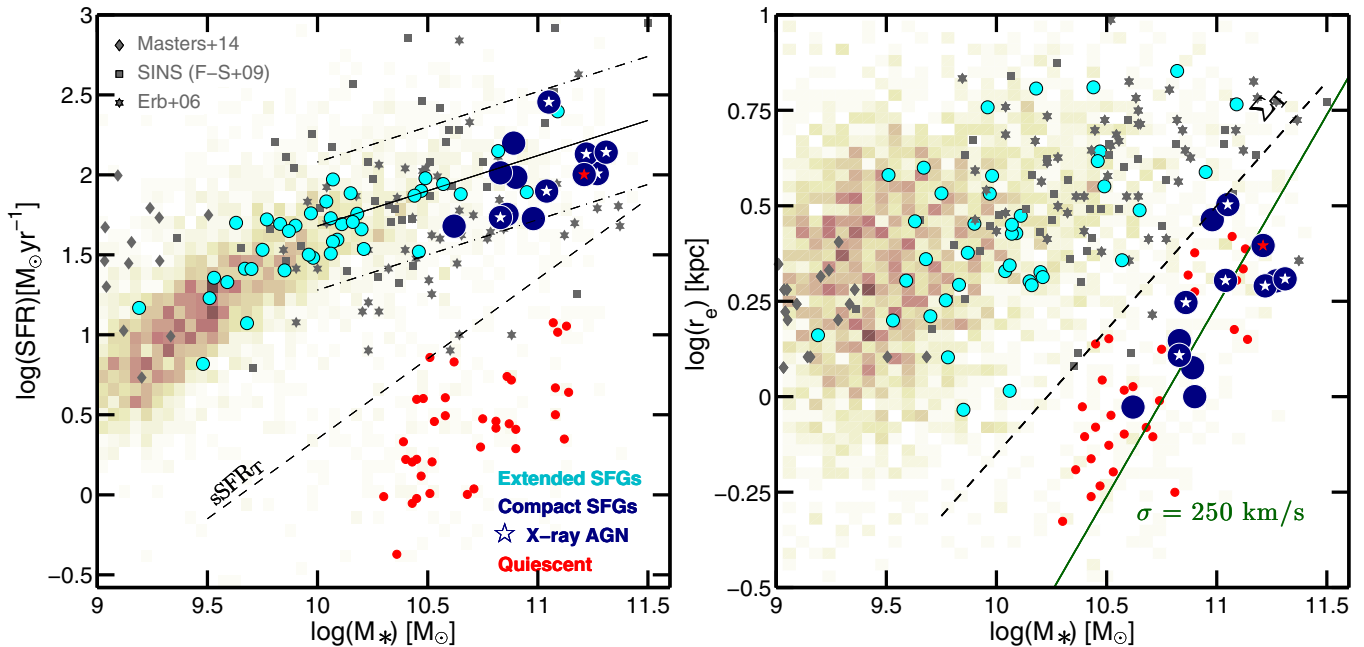 log(SFR)[M⊙yr−1]
3
2.5
2
1.5
1
0.5
0
−0.5
Masters+14
SINS (F−S+09)
Erb+06
sSFRT
Extended SFGs
Compact SFGs
X−ray AGN
Quiescent
9
9.5
10
10.5
11
11.5
log(M*) [M⊙]
log(re) [kpc]
1
0.75
0.5
0.25
0
−0.25
−0.5
ΣT
σ = 250 km/s
9
9.5
10
10.5
11
11.5
log(M*) [M⊙]